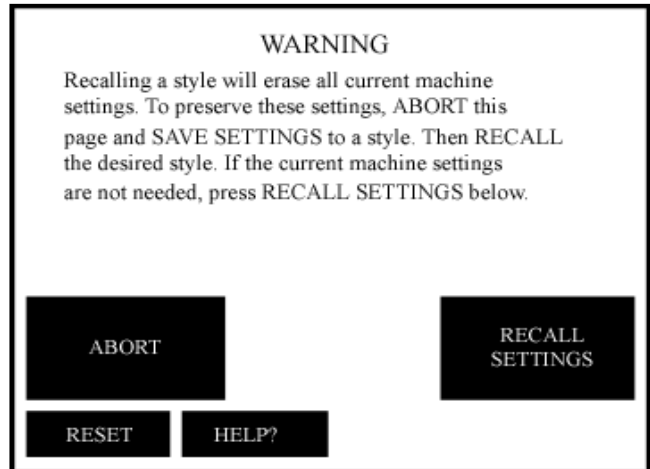 WARNING
Recalling a style will erase all current machine
settings. To preserve these settings, ABORT this
page and SAVE SETTINGS to a style. Then RECALL
the desired style. If the current machine settings
are not needed, press RECALL SETTINGS below.
ABORT
RECALL
SETTINGS
RESET
HELP?